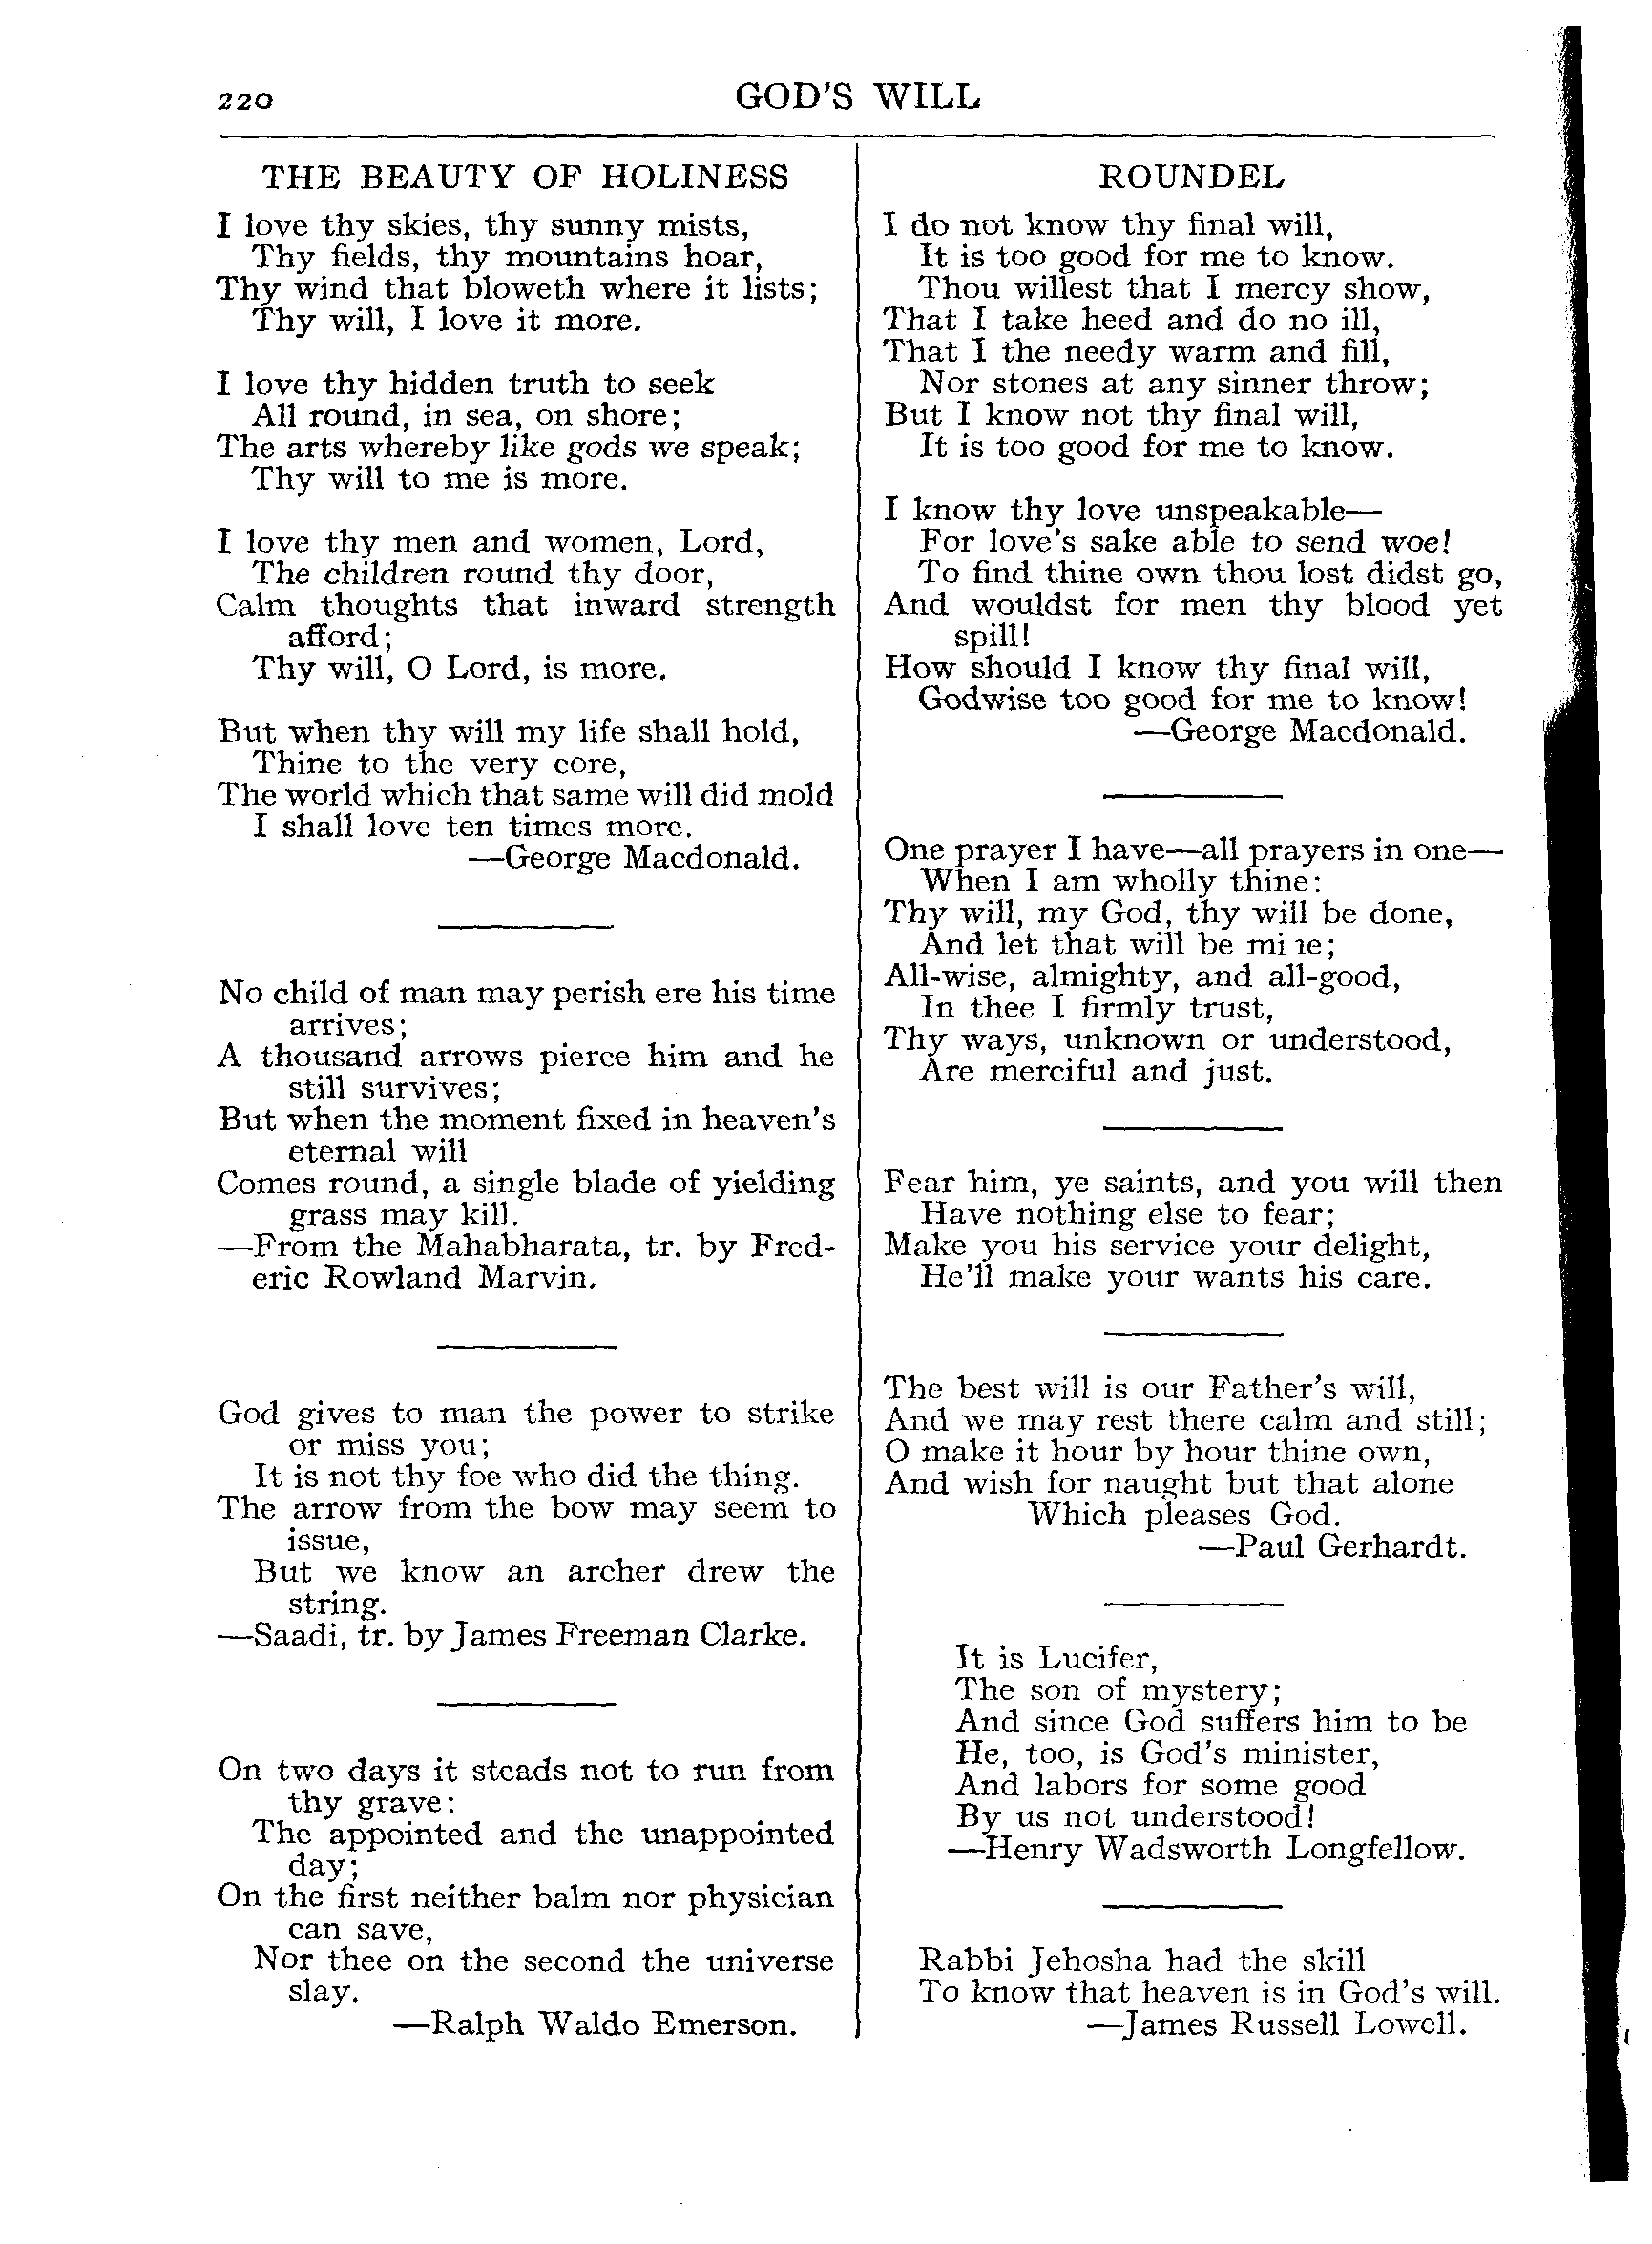 220
GOD'S WILL
THE BEAUTY OF HOLINESS
I love thy skies, thy sunny mists,
Thy fields, thy mountains hoar,
Thy wind that bloweth where it lists;
Thy will, I love it more.
I love thy hidden truth to seek
All round, in sea, on shore;
The arts whereby like gods we speak;
Thy will to me is more.
I love thy men and women, Lord,
The children round thy door,
Calm thoughts that inward strength
afford;
Thy will, O Lord, is more.
But when thy will my life shall hold,
Thine to the very core,
The world which that same will did mold
I shall love ten times more.
—George Macdonald.
No child of man may perish ere his time
arrives;
A thousand arrows pierce him and he
still survives;
But when the moment fixed in heaven's
eternal will
Comes round, a single blade of yielding
grass may kill.
—From the Mahabharata, tr. by Fred-
eric Rowland Marvin.
God gives to man the power to strike
or miss you;
It is not thy foe who did the thing.
The arrow from the bow may seem to
issue,
But we know an archer drew the
string.
—Saadi, tr. by James Freeman Clarke.
On two days it steads not to run from
thy grave:
The appointed and the unappointed
day;
On the first neither balm nor physician
can save,
Nor thee on the second the universe
slay.
—Ralph Waldo Emerson.
ROUNDEL
I do not know thy final will,
It is too good for me to know.
Thou willest that I mercy show,
That I take heed and do no ill,
That I the needy warm and fill,
Nor stones at any sinner throw;
But I know not thy final will,
It is too good for me to know.
I know thy love unspeakable—
For love's sake able to send woe!
To find thine own thou lost didst go,
And wouldst for men thy blood yet
spill!
How should I know thy final will,
Godwise too good for me to know!
—George Macdonald.
One prayer I have—all prayers in one—
When I am wholly thine:
Thy will, my God, thy will be done,
And let that will be mine;
All-wise, almighty, and all-good,
In thee I firmly trust,
Thy ways, unknown or understood,
Are merciful and just.
Fear him, ye saints, and you will then
Have nothing else to fear;
Make you his service your delight,
He'll make your wants his care.
The best will is our Father's will,
And we may rest there calm and still;
O make it hour by hour thine own,
And wish for naught but that alone
Which pleases God.
—Paul Gerhardt.
It is Lucifer,
The son of mystery;
And since God suffers him to be
He, too, is God's minister,
And labors for some good
By us not understood!
—Henry Wadsworth Longfellow.
Rabbi Jehosha had the skill
To know that heaven is in God's will.
—James Russell Lowell.